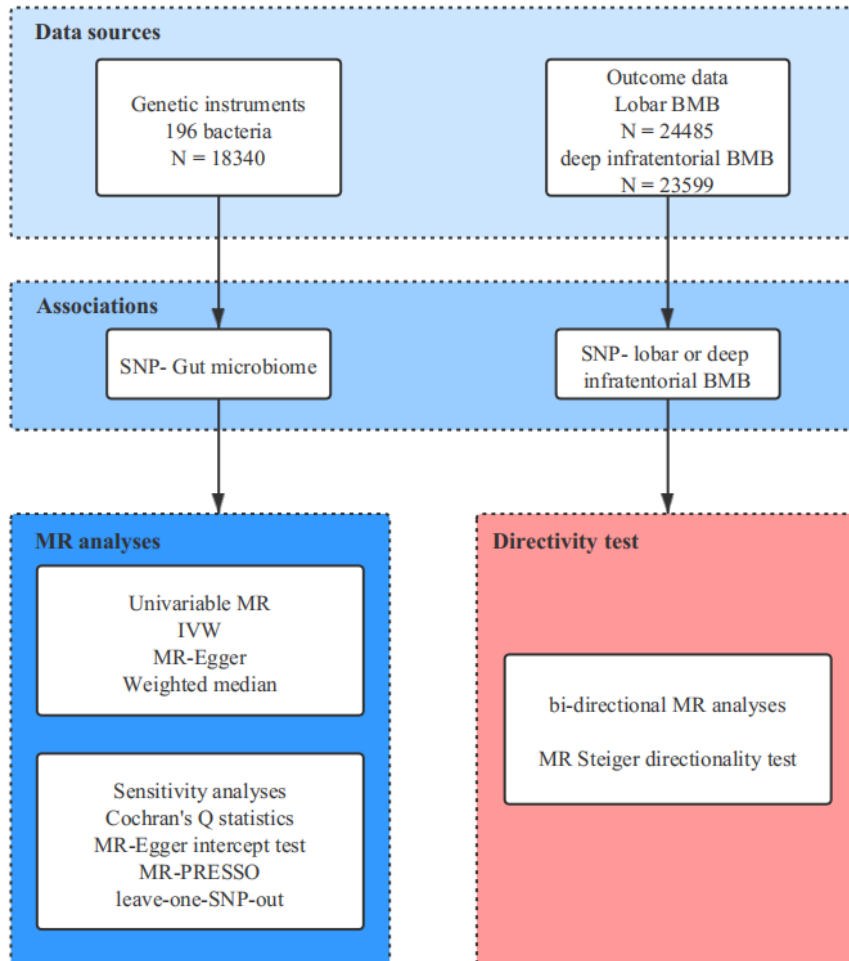 Data sources
Genetic instruments
196 bacteria
N = 18340
Outcome data
Lobar BMB
N = 24485
deep infratentorial BMB
N = 23599
Associations
SNP- Gut microbiome
SNP- lobar or deep
infratentorial BMB
MR analyses
Univariable MR
IVW
MR-Egger
Weighted median
Sensitivity analyses
Cochran's Q statistics
MR-Egger intercept test
MR-PRESSO
leave-one-SNP-out
Directivity test
bi-directional MR analyses
MR Steiger directionality test